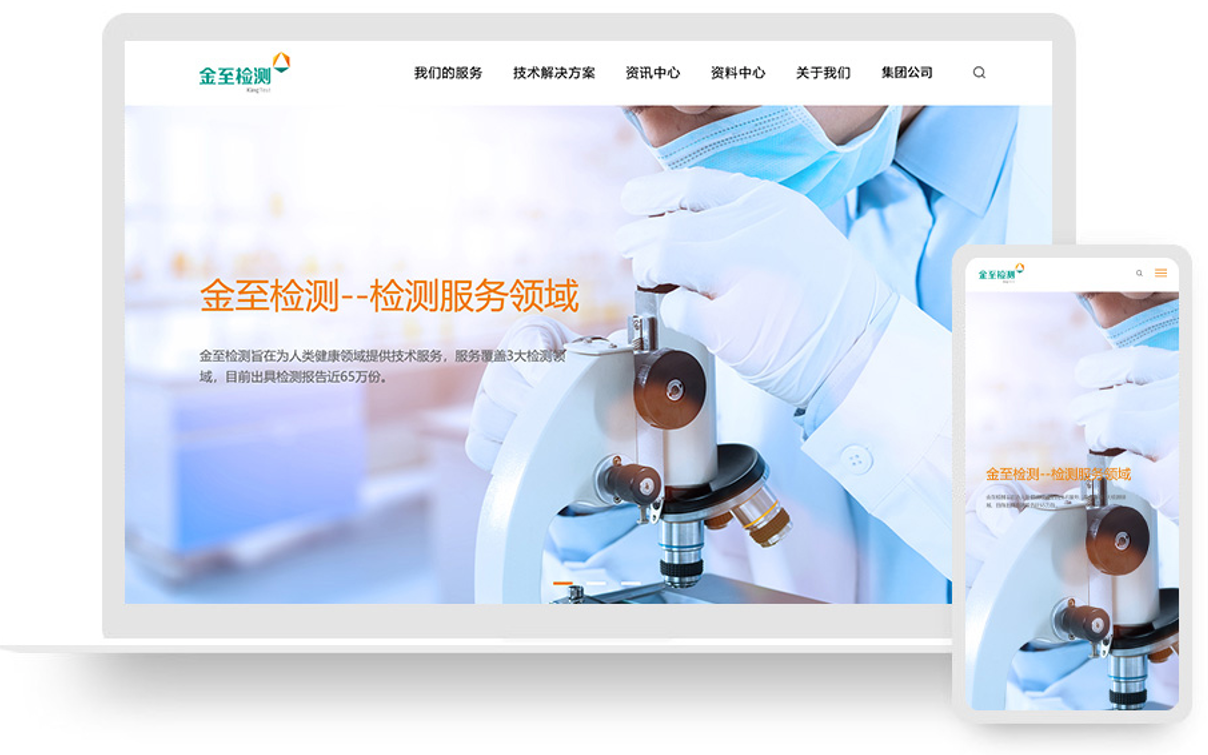 金至检测
KingTest
我们的服务 技术解决方案 资讯中心 资料中心 关于我们 集团公司
金至检测--检测服务领域
金至检测旨在为人类健康领域提供技术服务，服务覆盖3大检测领
域，目前出具检测报告近65万份。
金至检测
金至检测--检测服务领域